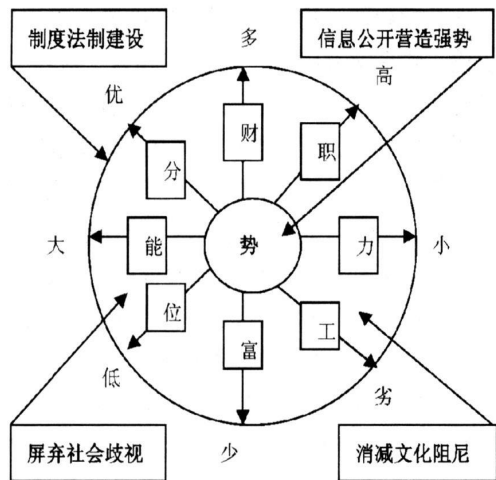 制度法制建设
多
信息公开营造强势
优
高
财
职
分
大
能
势
力
小
位
富
工
低
劣
屏弃社会歧视
少
消减文化阻尼